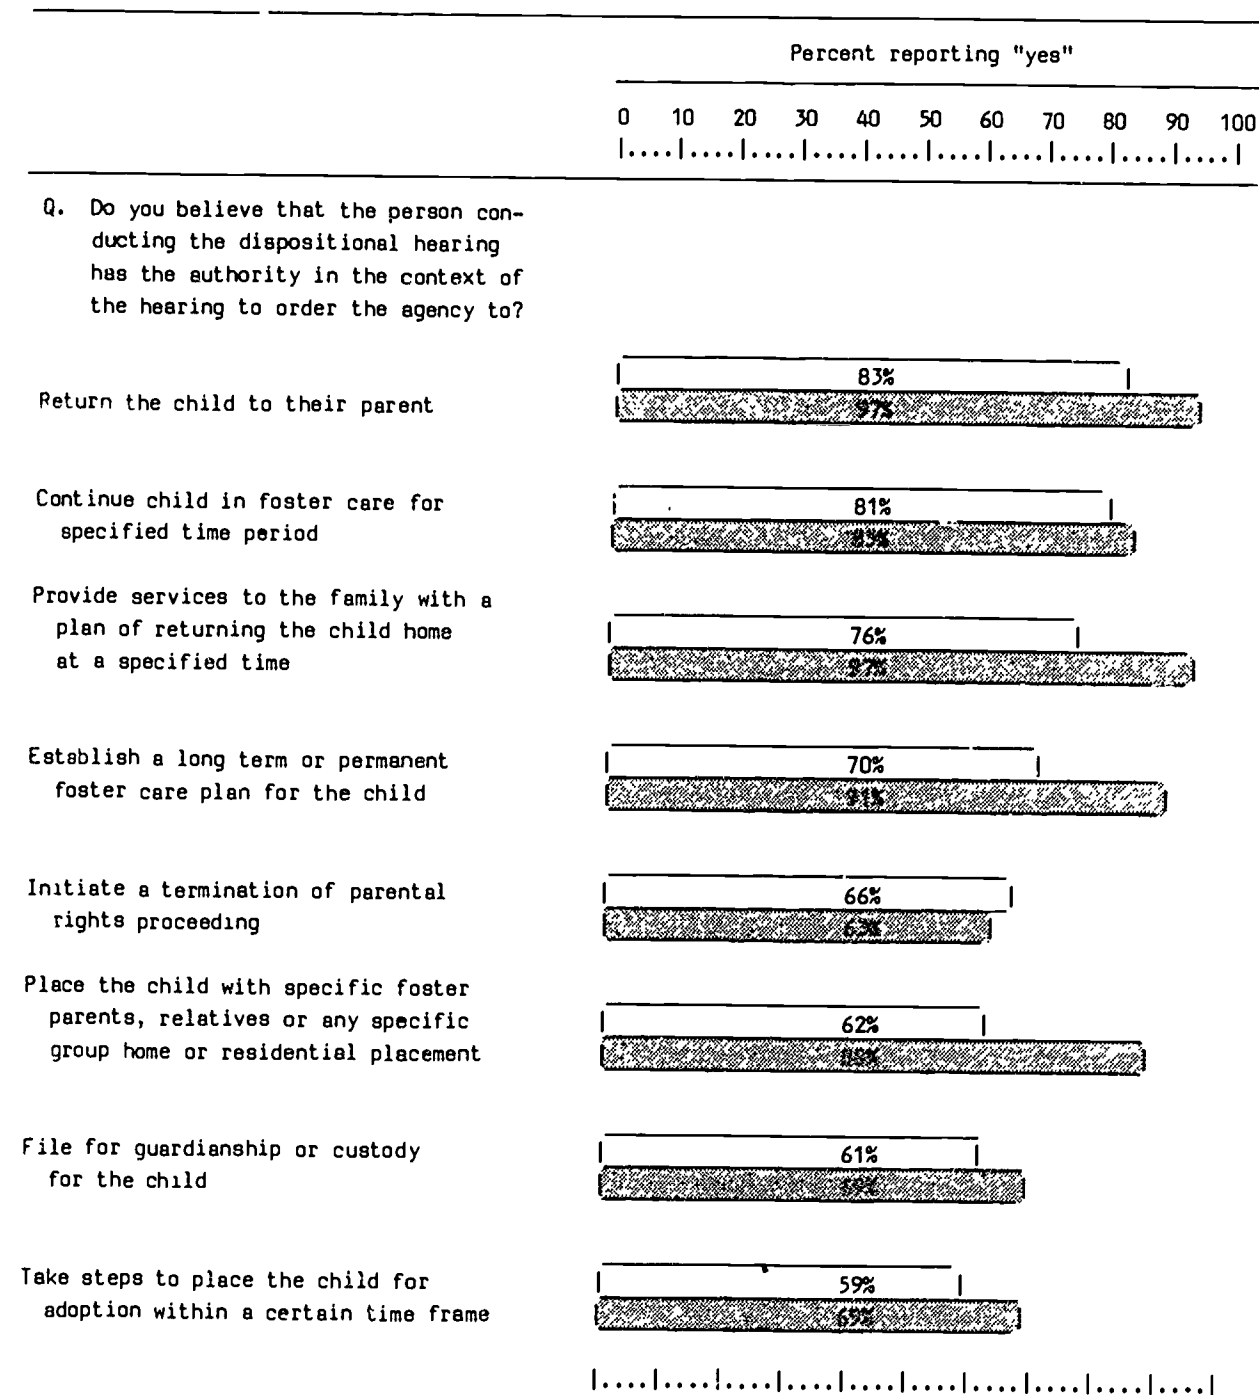 Percent reporting "yes"
0 10 20 30 40 50 60 70 80 90 100
|....|....|....|....|....|....|....|....|....|....|
Q. Do you believe that the person con-
ducting the dispositional hearing
has the authority in the context of
the hearing to order the agency to?
83%
Return the child to their parent
97%
Continue child in foster care for
81%
specified time period
83%
Provide services to the family with a
plan of returning the child home
76%
at a specified time
97%
Establish a long term or permanent
70%
foster care plan for the child
91%
Initiate a termination of parental
66%
rights proceeding
63%
Place the child with specific foster
parents, relatives or any specific
62%
group home or residential placement
File for guardianship or custody
61%
for the child
69%
Take steps to place the child for
59%
adoption within a certain time frame
69%
|....|....|....|....|....|....|....|....|....|....|